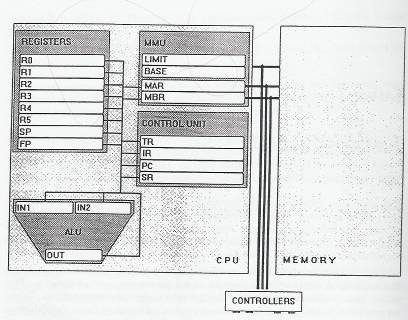 REGISTERS
R0
R1
R2
R3
R4
R5
SP
FP
MMU
LIMIT
BASE
MAR
MBR
CONTROL UNIT
TR
IR
PC
SR
IN1
IN2
ALU
OUT
CPU
MEMORY
CONTROLLERS